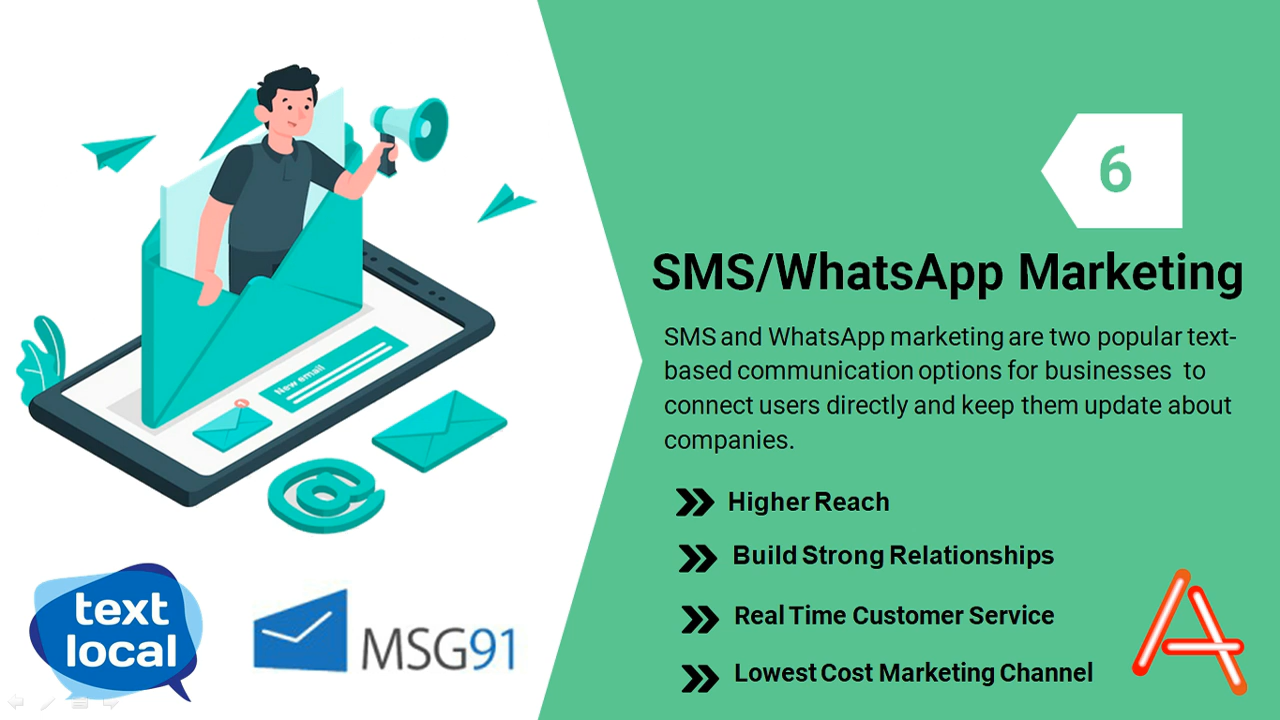 6
SMS/WhatsApp Marketing
SMS and WhatsApp marketing are two popular text-
based communication options for businesses to
connect users directly and keep them update about
companies.
Higher Reach
Build Strong Relationships
Real Time Customer Service
Lowest Cost Marketing Channel
New email
1
@
text
local
MSG91
A